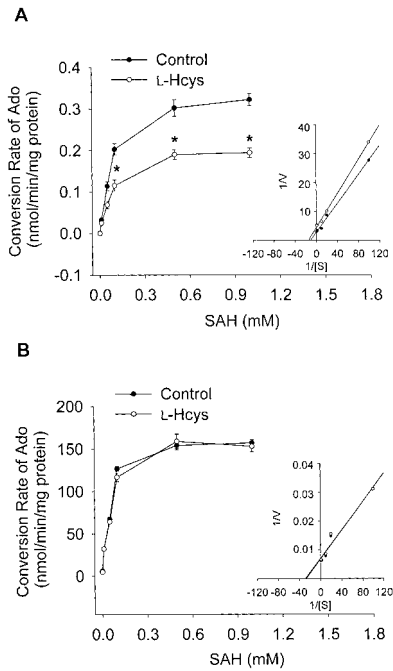 A
Control
L-Hcys
Conversion Rate of Ado
(nmol/min/mg protein)
0.4
0.3
0.2
0.1
0.0
-0.1
* * *
0.0 0.3 0.6 0.9 1.2 1.5 1.8
SAH (mM)
1/V
40
30
20
10
-120 -80 -40 0 40 80 120
1/[S]
B
Control
L-Hcys
Conversion Rate of Ado
(nmol/min/mg protein)
200
150
100
50
0
0.0 0.3 0.6 0.9 1.2 1.5 1.8
SAH (mM)
1/V
0.04
0.03
0.02
0.01
-120 -80 -40 0 40 80 120
1/[S]